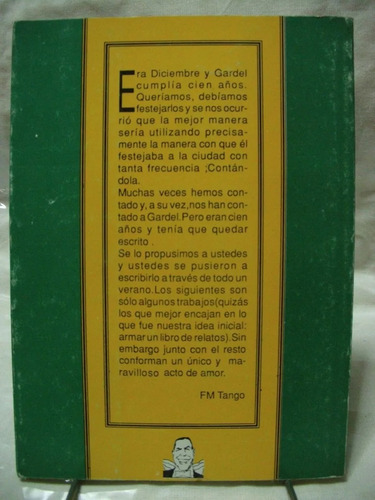 Era Diciembre y Gardel
cumplía cien años.
Queríamos, debíamos
festejarlos y se nos ocur-
rió que la mejor manera
sería utilizando precisa-
mente la manera con que él
festejaba a la ciudad con
tanta frecuencia ;Contán-
dola.
Muchas veces hemos con-
tado y, a su vez,nos han con-
tado a Gardel.Pero eran cien
años y tenía que quedar
escrito .
Se lo propusimos a ustedes
y ustedes se pusieron a
escribirlo a través de todo un
verano.Los siguientes son
sólo algunos trabajos(quizás
los que mejor encajan en lo
que fue nuestra idea inicial:
armar un libro de relatos).Sin
embargo junto con el resto
conforman un único y ma-
ravilloso acto de amor.
FM Tango